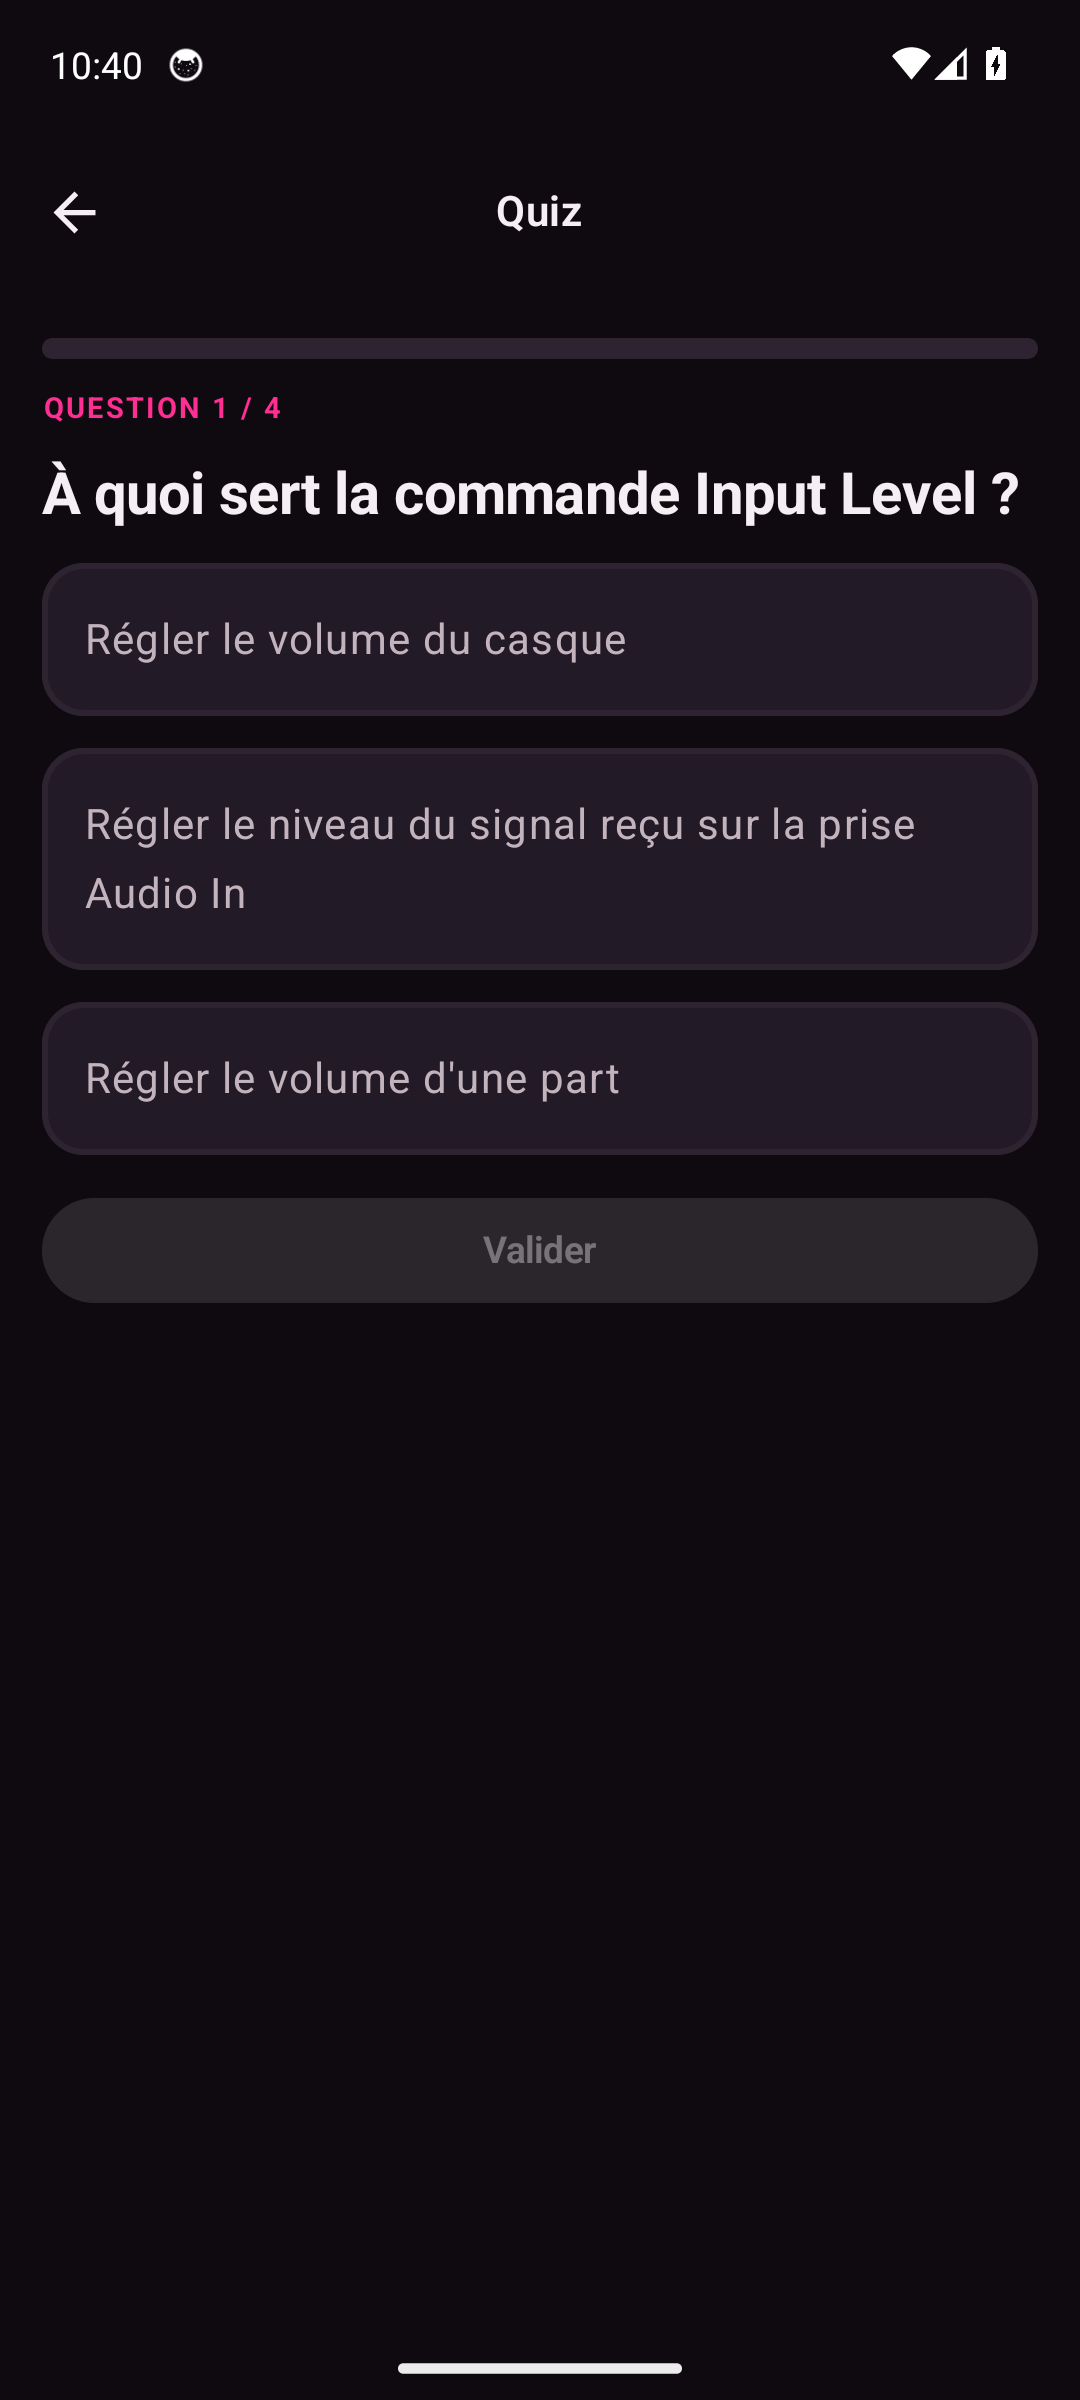 10:40
Quiz
QUESTION 1 / 4
À quoi sert la commande Input Level ?
Régler le volume du casque
Régler le niveau du signal reçu sur la prise
Audio In
Régler le volume d'une part
Valider